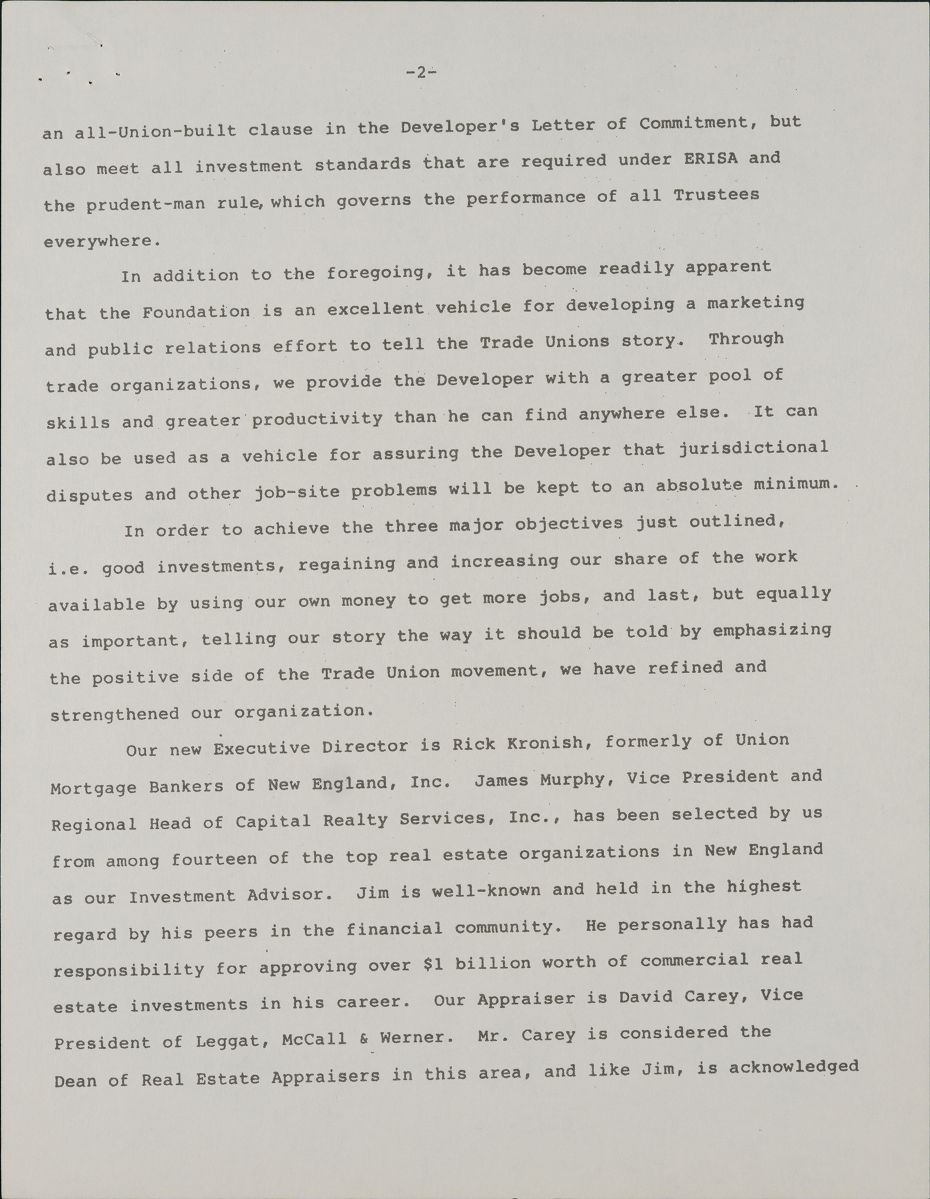 -2-
an all-Union-built clause in the Developer's Letter of Commitment, but
also meet all investment standards that are required under ERISA and
the prudent-man rule, which governs the performance of all Trustees
everywhere.
In addition to the foregoing, it has become readily apparent
that the Foundation is an excellent vehicle for developing a marketing
and public relations effort to tell the Trade Unions story. Through
trade organizations, we provide the Developer with a greater pool of
skills and greater productivity than he can find anywhere else. It can
also be used as a vehicle for assuring the Developer that jurisdictional
disputes and other job-site problems will be kept to an absolute minimum.
In order to achieve the three major objectives just outlined,
i.e. good investments, regaining and increasing our share of the work
available by using our own money to get more jobs, and last, but equally
as important, telling our story the way it should be told by emphasizing
the positive side of the Trade Union movement, we have refined and
strengthened our organization.
Our new Executive Director is Rick Kronish, formerly of Union
Mortgage Bankers of New England, Inc. James Murphy, Vice President and
Regional Head of Capital Realty Services, Inc., has been selected by us
from among fourteen of the top real estate organizations in New England
as our Investment Advisor. Jim is well-known and held in the highest
regard by his peers in the financial community. He personally has had
responsibility for approving over $1 billion worth of commercial real
estate investments in his career. Our Appraiser is David Carey, Vice
President of Leggat, McCall & Werner. Mr. Carey is considered the
Dean of Real Estate Appraisers in this area, and like Jim, is acknowledged